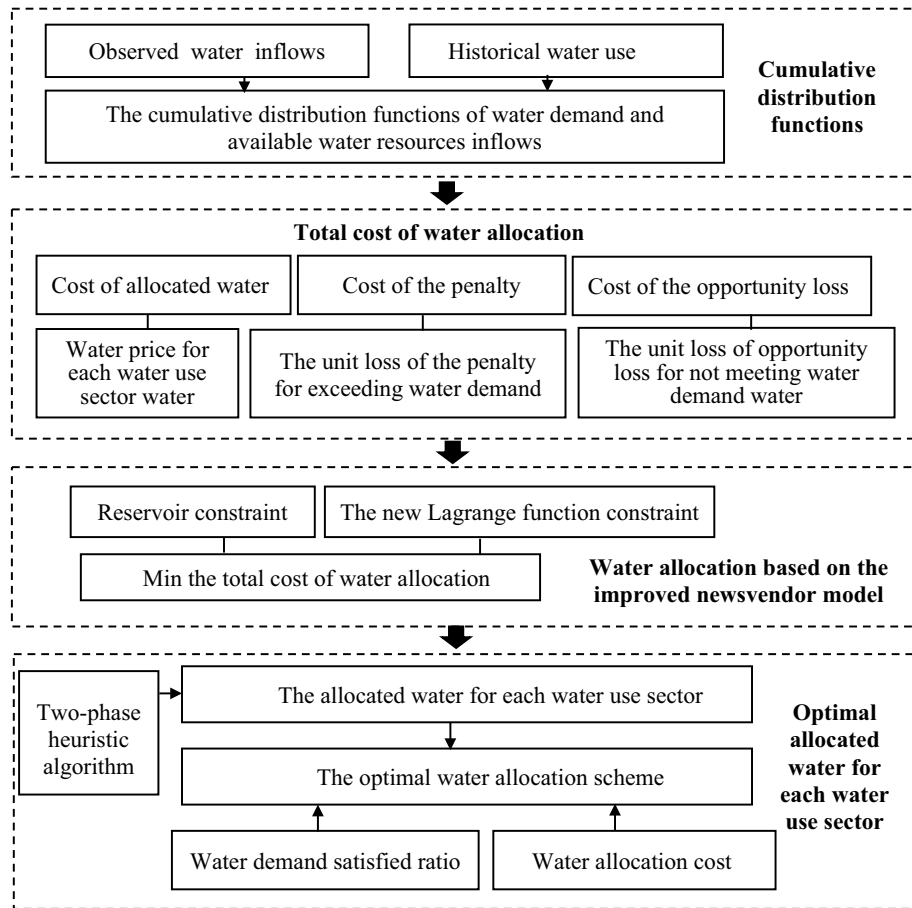 Observed water inflows
Historical water use
The cumulative distribution functions of water demand and
available water resources inflows
Cumulative
distribution
functions
Total cost of water allocation
Cost of allocated water
Cost of the penalty
Cost of the opportunity loss
Water price for
each water use
sector water
The unit loss of the penalty
for exceeding water demand
The unit loss of opportunity
loss for not meeting water
demand water
Reservoir constraint
The new Lagrange function constraint
Min the total cost of water allocation
Water allocation based on the
improved newsvendor model
Two-phase
heuristic
algorithm
The allocated water for each water use sector
The optimal water allocation scheme
Water demand satisfied ratio
Water allocation cost
Optimal
allocated
water for
each water
use sector